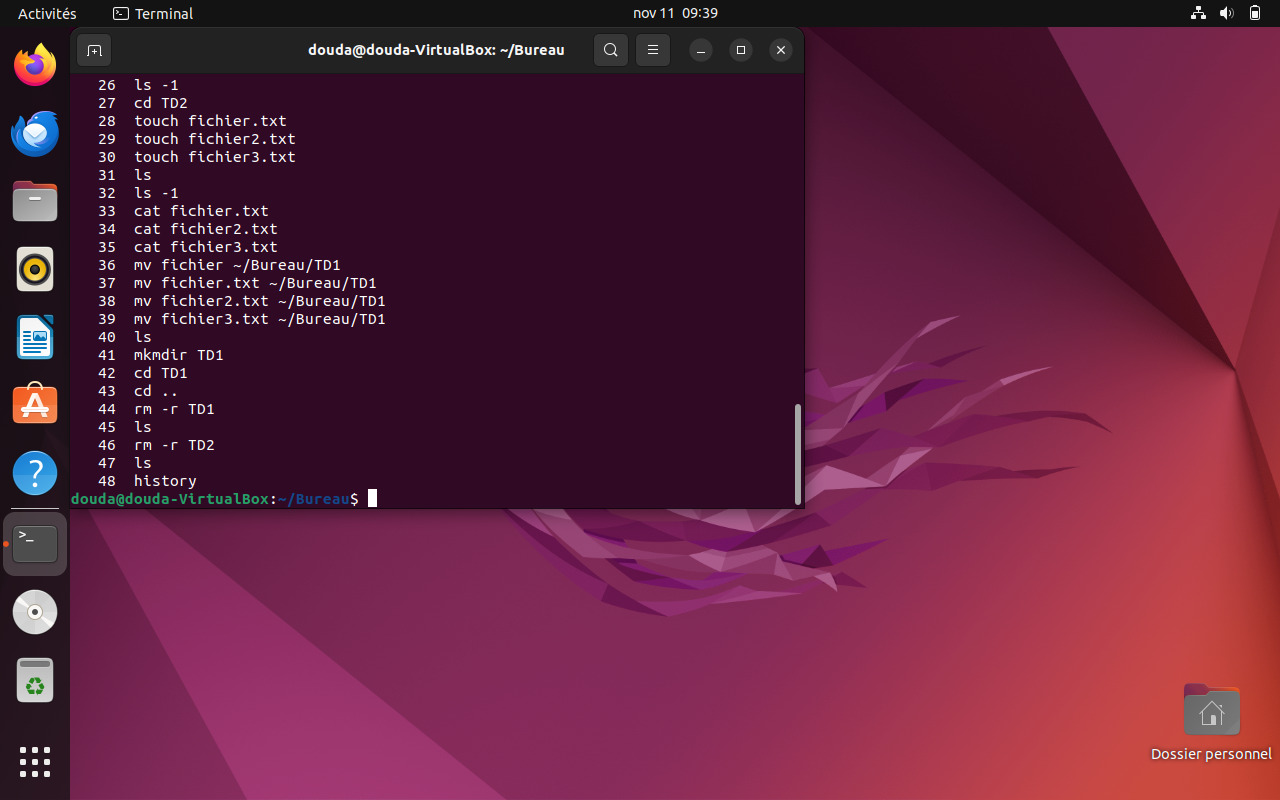 Activités
Terminal
nov 11 09:39
douda@douda-VirtualBox: ~/Bureau
26 ls -1
27 cd TD2
28 touch fichier.txt
29 touch fichier2.txt
30 touch fichier3.txt
31 ls
32 ls -1
33 cat fichier.txt
34 cat fichier2.txt
35 cat fichier3.txt
36 mv fichier ~/Bureau/TD1
37 mv fichier.txt ~/Bureau/TD1
38 mv fichier2.txt ~/Bureau/TD1
39 mv fichier3.txt ~/Bureau/TD1
40 ls
41 mkmdir TD1
42 cd TD1
43 cd ..
44 rm -r TD1
45 ls
46 rm -r TD2
47 ls
48 history
douda@douda-VirtualBox:~/Bureau$
Dossier personnel